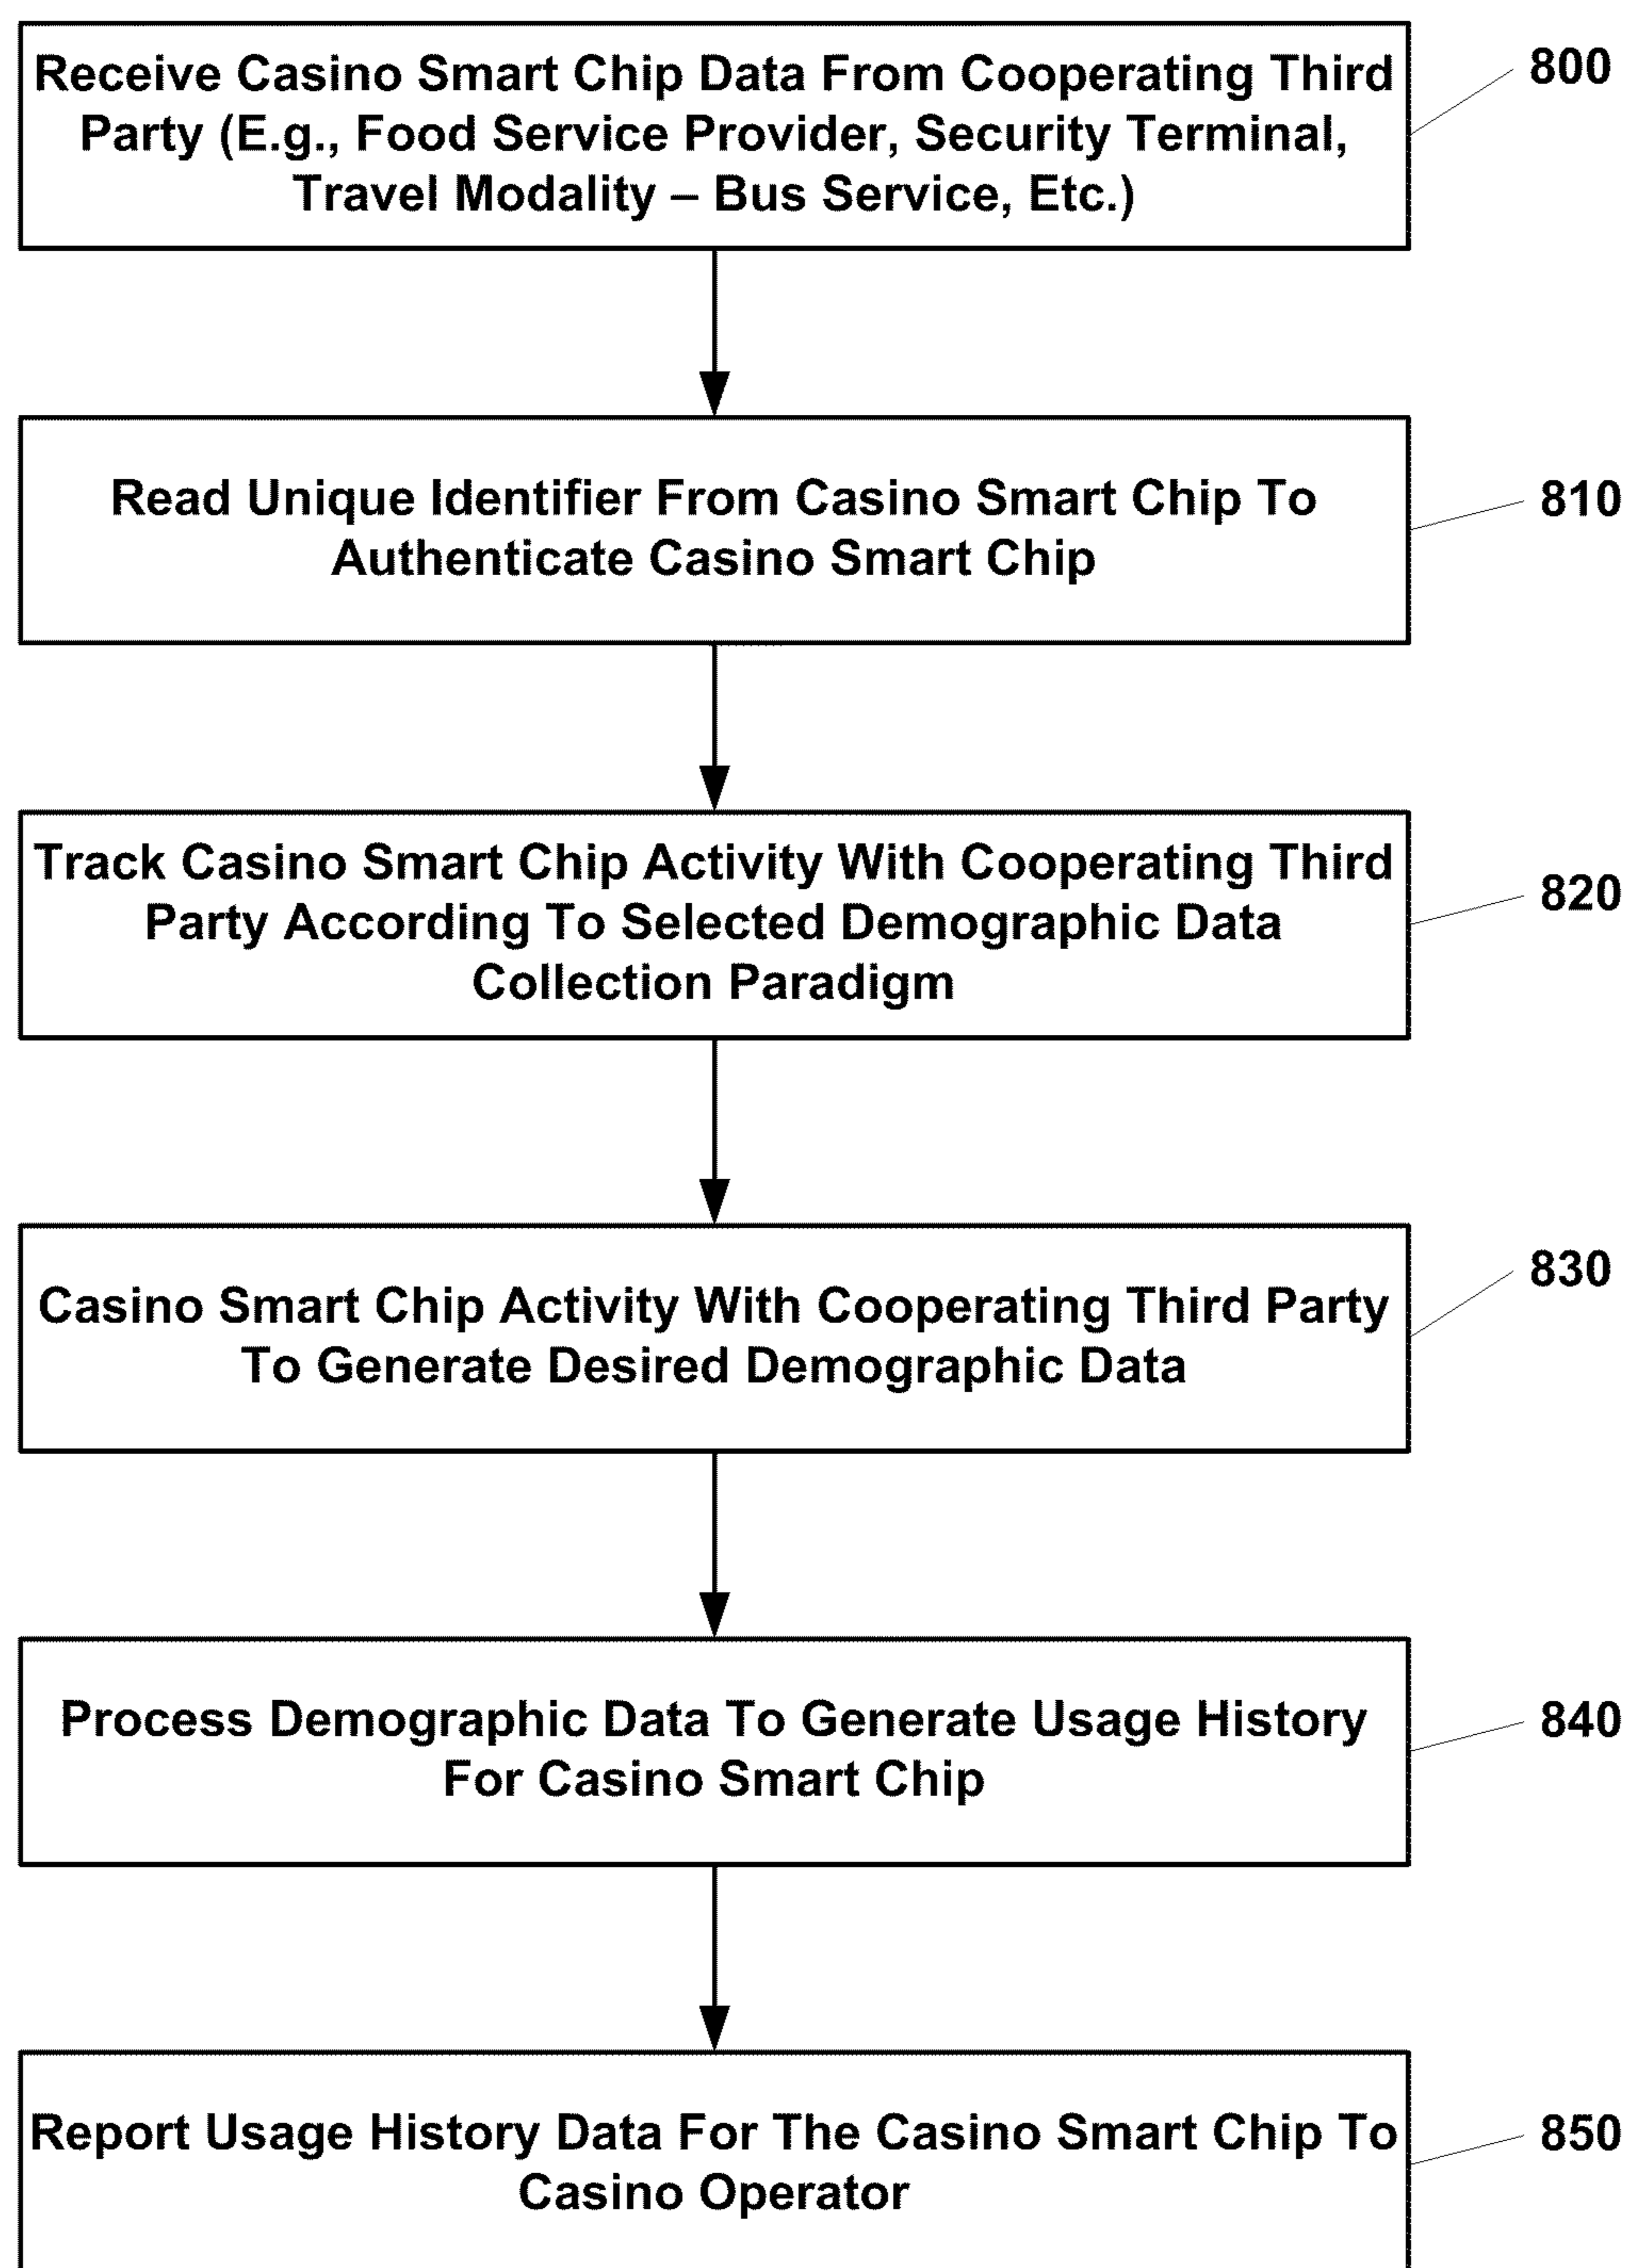 Receive Casino Smart Chip Data From Cooperating Third
Party (E.g., Food Service Provider, Security Terminal,
Travel Modality – Bus Service, Etc.)
800
Read Unique Identifier From Casino Smart Chip To
Authenticate Casino Smart Chip
810
Track Casino Smart Chip Activity With Cooperating Third
Party According To Selected Demographic Data
Collection Paradigm
820
Casino Smart Chip Activity With Cooperating Third Party
To Generate Desired Demographic Data
830
Process Demographic Data To Generate Usage History
For Casino Smart Chip
840
Report Usage History Data For The Casino Smart Chip To
Casino Operator
850